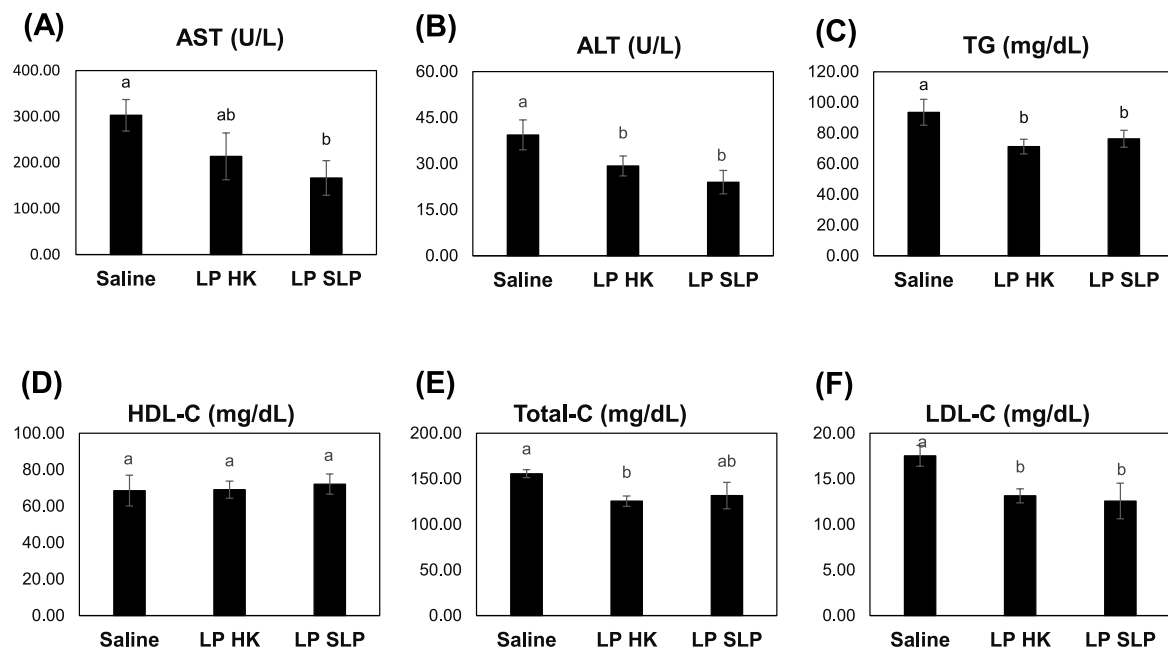 (A)
AST (U/L)
400.00
300.00
200.00
100.00
0.00
a
ab
b
Saline LP HK LP SLP
(B)
ALT (U/L)
60.00
45.00
30.00
15.00
0.00
a
b
b
Saline LP HK LP SLP
(C)
TG (mg/dL)
120.00
100.00
80.00
60.00
40.00
20.00
0.00
a
b
b
Saline LP HK LP SLP
(D)
HDL-C (mg/dL)
100.00
80.00
60.00
40.00
20.00
0.00
a
a
a
Saline LP HK LP SLP
(E)
Total-C (mg/dL)
200.00
150.00
100.00
50.00
0.00
a
b
ab
Saline LP HK LP SLP
(F)
LDL-C (mg/dL)
20.00
15.00
10.00
5.00
0.00
a
b
b
Saline LP HK LP SLP